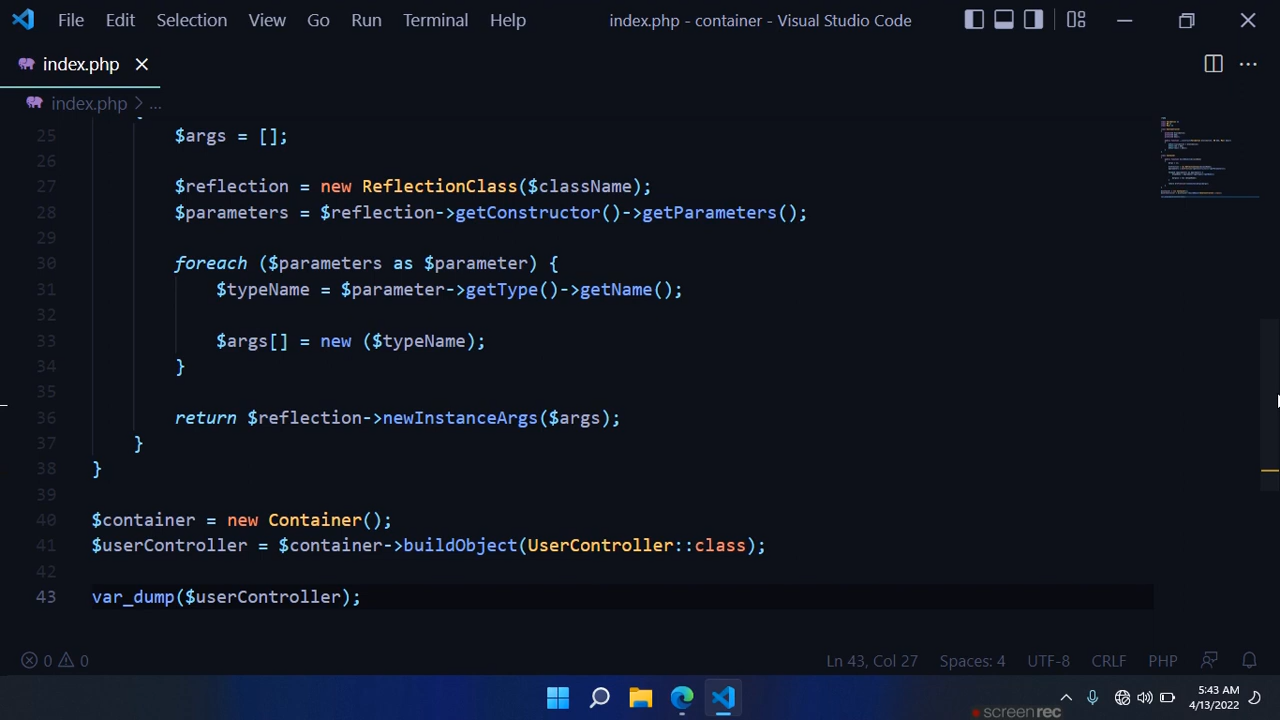 File Edit Selection View Go Run Terminal Help index.php - container - Visual Studio Code
index.php
index.php > ...
25 $args = [];
26
27 $reflection = new ReflectionClass($className);
28 $parameters = $reflection->getConstructor()->getParameters();
29
30 foreach ($parameters as $parameter) {
31 $typeName = $parameter->getType()->getName();
32
33 $args[] = new ($typeName);
34 }
35
36 return $reflection->newInstanceArgs($args);
37 }
38 }
39
40 $container = new Container();
41 $userController = $container->buildObject(UserController::class);
42
43 var_dump($userController);
0 0 Ln 43, Col 27 Spaces: 4 UTF-8 CRLF PHP
5:43 AM
4/13/2022
screenrec